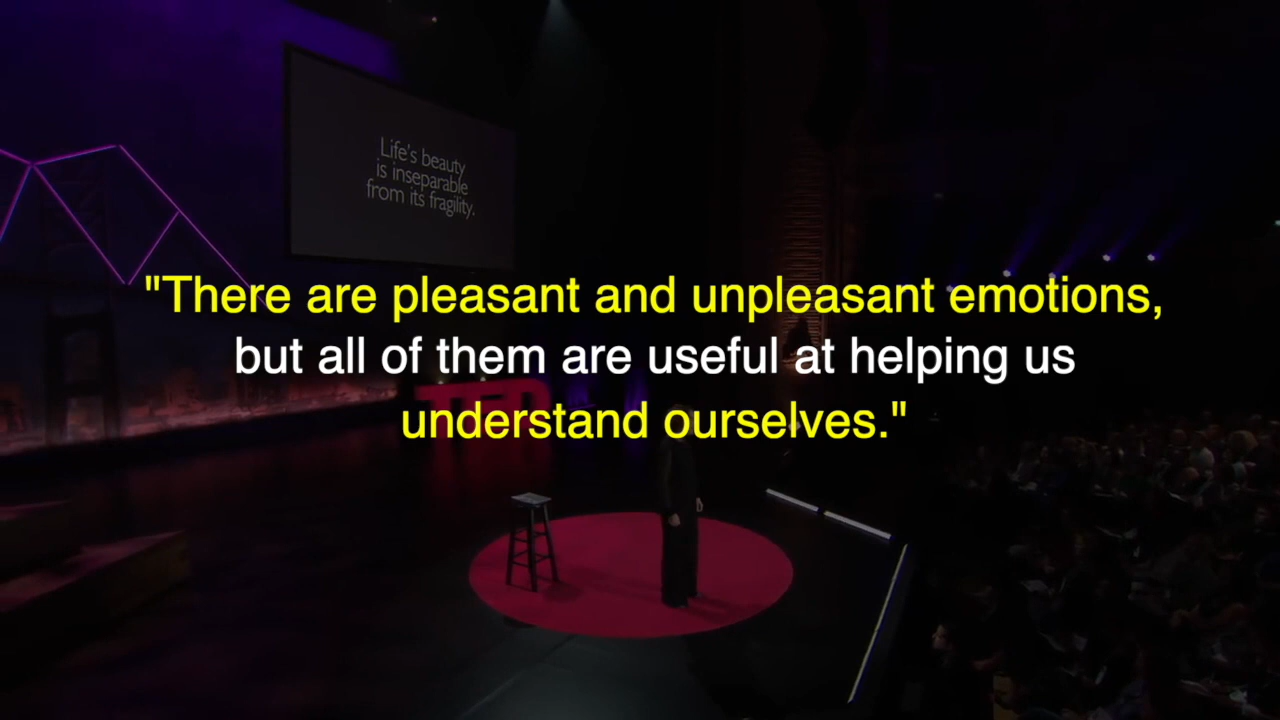 Life's beauty
is inseparable
from its fragility.
"There are pleasant and unpleasant emotions,
but all of them are useful at helping us
understand ourselves."
TED